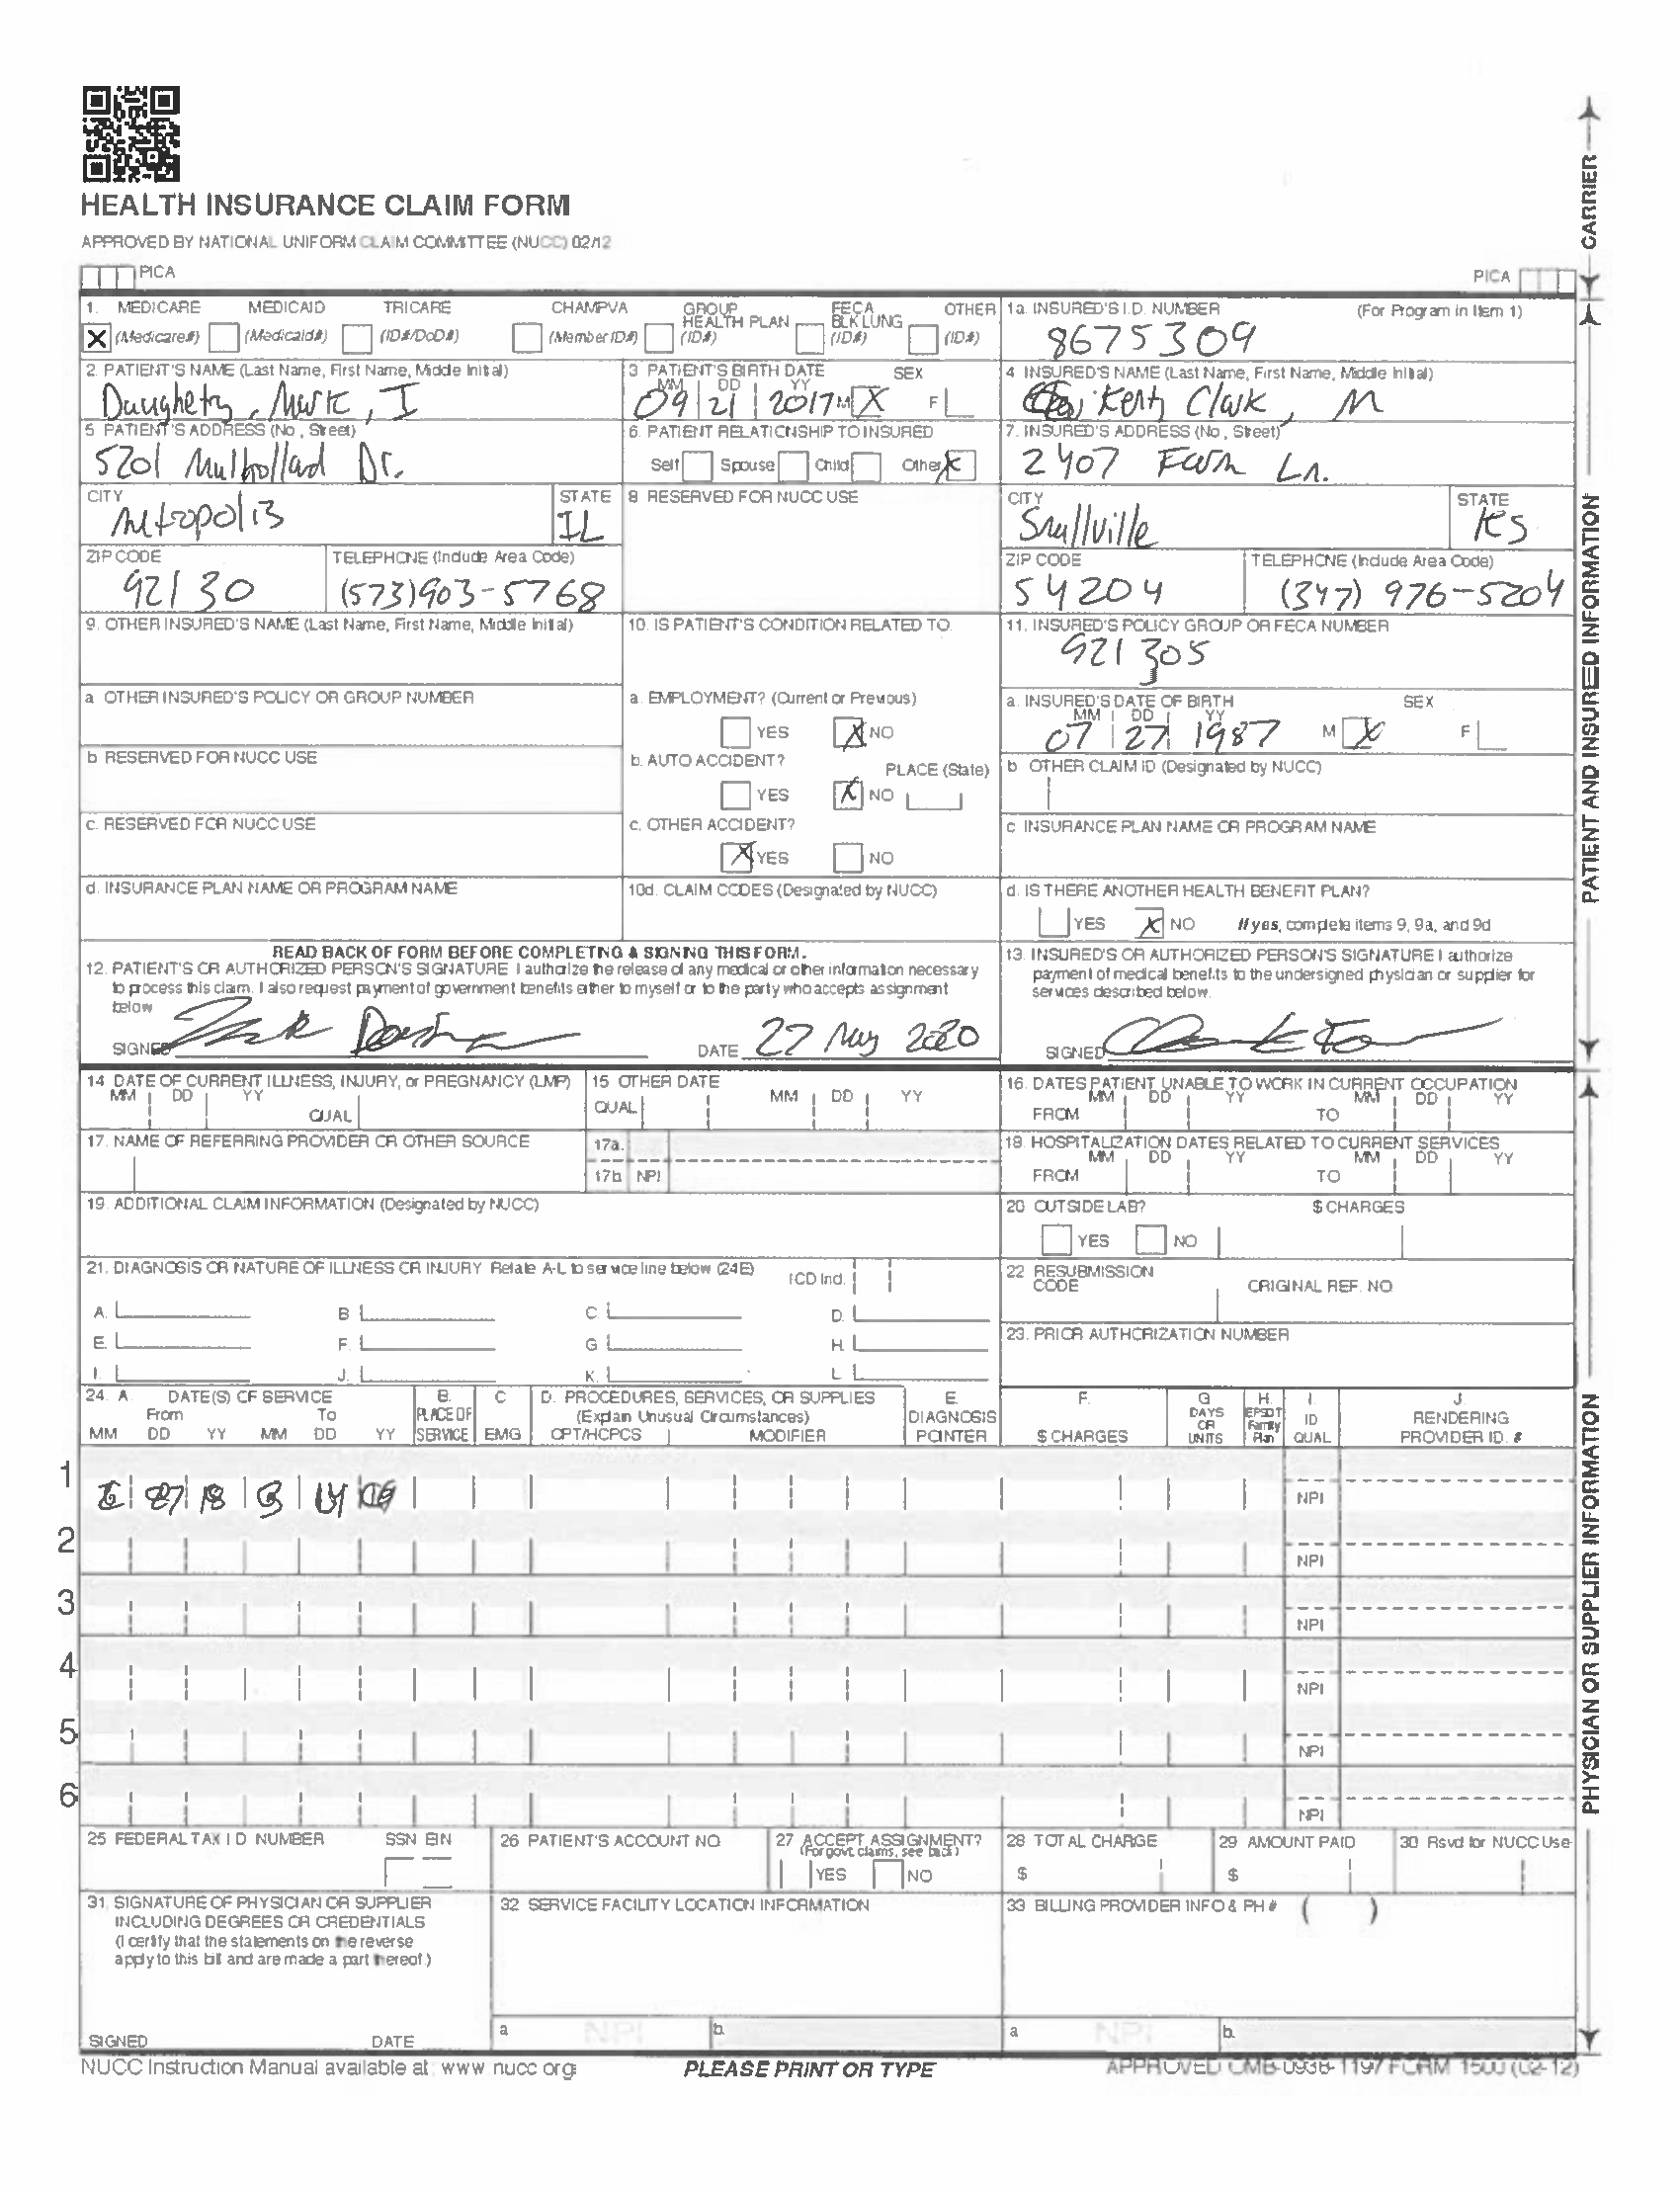 HEALTH INSURANCE CLAIM FORM
APPROVED BY NATIONAL UNIFORM CLAIM COMMITTEE (NUCC) 02/12
PICA
PICA
CARRIER
1. MEDICARE MEDICAID TRICARE CHAMPVA GROUP HEALTH PLAN FECA BLK LUNG OTHER
X (Medicare#) (Medicaid#) (ID#/DoD#) (Member ID#) (ID#) (ID#) (ID#)
1a. INSURED'S I.D. NUMBER (For Program in Item 1)
8675309
2. PATIENT'S NAME (Last Name, First Name, Middle Initial)
Daughety, Mark, I
3. PATIENT'S BIRTH DATE SEX
MM DD YY
09 21 2017 M X F
4. INSURED'S NAME (Last Name, First Name, Middle Initial)
Kent, Clark, M
5. PATIENT'S ADDRESS (No., Street)
5201 Mulhollad Dr.
6. PATIENT RELATIONSHIP TO INSURED
Self Spouse Child Other X
7. INSURED'S ADDRESS (No., Street)
2407 Farm Ln.
CITY
Metropolis
STATE
IL
8. RESERVED FOR NUCC USE
CITY
Smallville
STATE
KS
ZIP CODE
92130
TELEPHONE (Include Area Code)
(573)903-5768
ZIP CODE
54204
TELEPHONE (Include Area Code)
(347) 976-5204
9. OTHER INSURED'S NAME (Last Name, First Name, Middle Initial)
10. IS PATIENT'S CONDITION RELATED TO
11. INSURED'S POLICY GROUP OR FECA NUMBER
921305
a. OTHER INSURED'S POLICY OR GROUP NUMBER
a. EMPLOYMENT? (Current or Previous)
YES X NO
a. INSURED'S DATE OF BIRTH SEX
MM DD YY
07 27 1987 M X F
b. RESERVED FOR NUCC USE
b. AUTO ACCIDENT? PLACE (State)
YES X NO
b. OTHER CLAIM ID (Designated by NUCC)
c. RESERVED FOR NUCC USE
c. OTHER ACCIDENT?
X YES NO
c. INSURANCE PLAN NAME OR PROGRAM NAME
d. INSURANCE PLAN NAME OR PROGRAM NAME
10d. CLAIM CODES (Designated by NUCC)
d. IS THERE ANOTHER HEALTH BENEFIT PLAN?
YES X NO If yes, complete items 9, 9a, and 9d
READ BACK OF FORM BEFORE COMPLETING & SIGNING THIS FORM.
12. PATIENT'S OR AUTHORIZED PERSON'S SIGNATURE I authorize the release of any medical or other information necessary
to process this claim. I also request payment of government benefits either to myself or to the party who accepts assignment
below
SIGNED DATE 27 May 2020
13. INSURED'S OR AUTHORIZED PERSON'S SIGNATURE I authorize
payment of medical benefits to the undersigned physician or supplier for
services described below.
SIGNED
PATIENT AND INSURED INFORMATION
14. DATE OF CURRENT ILLNESS, INJURY, or PREGNANCY (LMP)
MM DD YY QUAL
15. OTHER DATE
QUAL MM DD YY
16. DATES PATIENT UNABLE TO WORK IN CURRENT OCCUPATION
MM DD YY MM DD YY
FROM TO
17. NAME OF REFERRING PROVIDER OR OTHER SOURCE
17a.
17b. NPI
18. HOSPITALIZATION DATES RELATED TO CURRENT SERVICES
MM DD YY MM DD YY
FROM TO
19. ADDITIONAL CLAIM INFORMATION (Designated by NUCC)
20. OUTSIDE LAB? $ CHARGES
YES NO
21. DIAGNOSIS OR NATURE OF ILLNESS OR INJURY Relate A-L to service line below (24E) ICD Ind.
A. B. C. D.
E. F. G. H.
I. J. K. L.
22. RESUBMISSION CODE ORIGINAL REF. NO.
23. PRIOR AUTHORIZATION NUMBER
24. A. DATE(S) OF SERVICE B. C. D. PROCEDURES, SERVICES, OR SUPPLIES E. F. G. H. I. J.
From To PLACE OF SERVICE EMG (Explain Unusual Circumstances) DIAGNOSIS POINTER $ CHARGES DAYS OR UNITS EPSDT Family Plan ID QUAL RENDERING PROVIDER ID. #
MM DD YY MM DD YY CPT/HCPCS MODIFIER
1
18
NPI
2
NPI
3
NPI
4
NPI
5
NPI
6
NPI
25. FEDERAL TAX I.D. NUMBER SSN EIN
26. PATIENT'S ACCOUNT NO.
27. ACCEPT ASSIGNMENT?
(For govt. claims, see back)
YES NO
28. TOTAL CHARGE
$
29. AMOUNT PAID
$
30. Rsvd for NUCC Use
31. SIGNATURE OF PHYSICIAN OR SUPPLIER
INCLUDING DEGREES OR CREDENTIALS
(I certify that the statements on the reverse
apply to this bill and are made a part thereof.)
SIGNED DATE
32. SERVICE FACILITY LOCATION INFORMATION
a. NPI b.
33. BILLING PROVIDER INFO & PH # ( )
a. NPI b.
PHYSICIAN OR SUPPLIER INFORMATION
NUCC Instruction Manual available at: www.nucc.org
PLEASE PRINT OR TYPE
APPROVED OMB-0938-1197 FORM 1500 (02-12)